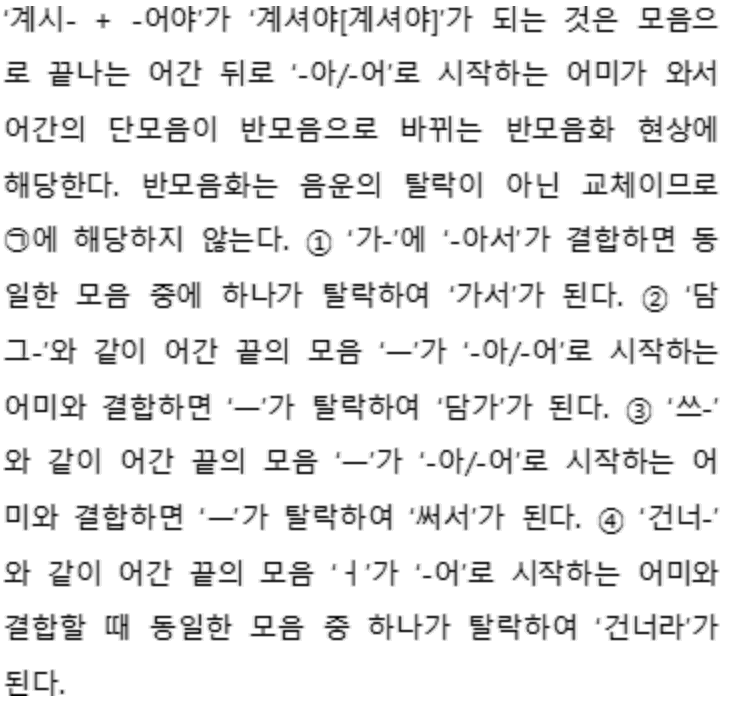 ‘계시- + -어야’가 ‘계셔야[계셔야]’가 되는 것은 모음으
로 끝나는 어간 뒤로 ‘-아/-어’로 시작하는 어미가 와서
어간의 단모음이 반모음으로 바뀌는 반모음화 현상에
해당한다. 반모음화는 음운의 탈락이 아닌 교체이므로
㉠에 해당하지 않는다. ① ‘가-’에 ‘-아서’가 결합하면 동
일한 모음 중에 하나가 탈락하여 ‘가서’가 된다. ② ‘담
그-’와 같이 어간 끝의 모음 ‘ㅡ’가 ‘-아/-어’로 시작하는
어미와 결합하면 ‘ㅡ’가 탈락하여 ‘담가’가 된다. ③ ‘쓰-’
와 같이 어간 끝의 모음 ‘ㅡ’가 ‘-아/-어’로 시작하는 어
미와 결합하면 ‘ㅡ’가 탈락하여 ‘써서’가 된다. ④ ‘건너-’
와 같이 어간 끝의 모음 ‘ㅓ’가 ‘-어’로 시작하는 어미와
결합할 때 동일한 모음 중 하나가 탈락하여 ‘건너라’가
된다.